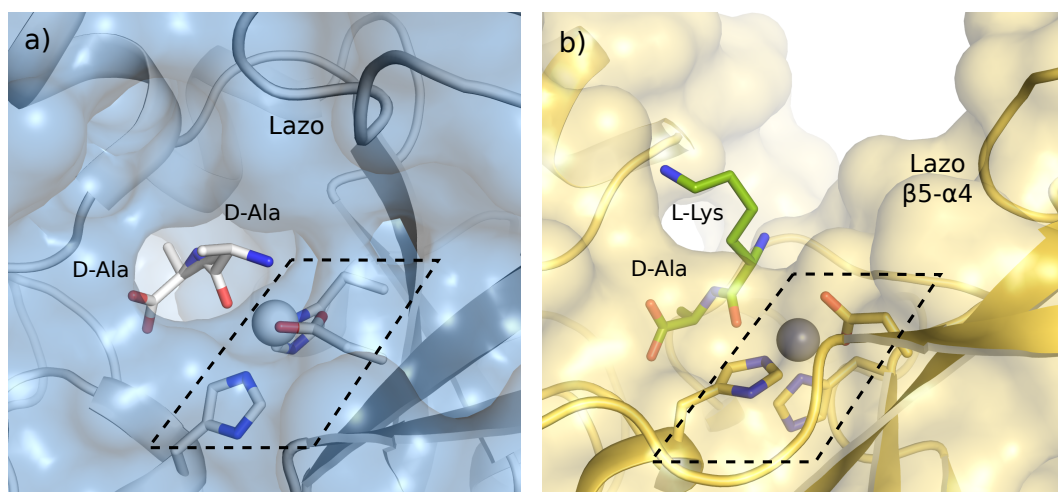 a)
Lazo
D-Ala
D-Ala
b)
Lazo
β5-α4
L-Lys
D-Ala